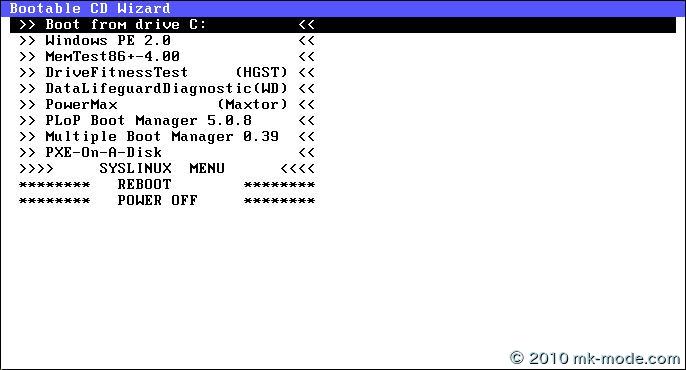 Bootable CD Wizard
>> Boot from drive C: <<
>> Windows PE 2.0 <<
>> MemTest86+-4.00 <<
>> DriveFitnessTest (HGST) <<
>> DataLifeguardDiagnostic(WD) <<
>> PowerMax (Maxtor) <<
>> PLoP Boot Manager 5.0.8 <<
>> Multiple Boot Manager 0.39 <<
>> PXE-On-A-Disk <<
>>>> SYSLINUX MENU <<<<
******** REBOOT ********
******** POWER OFF ********
© 2010 mk-mode.com